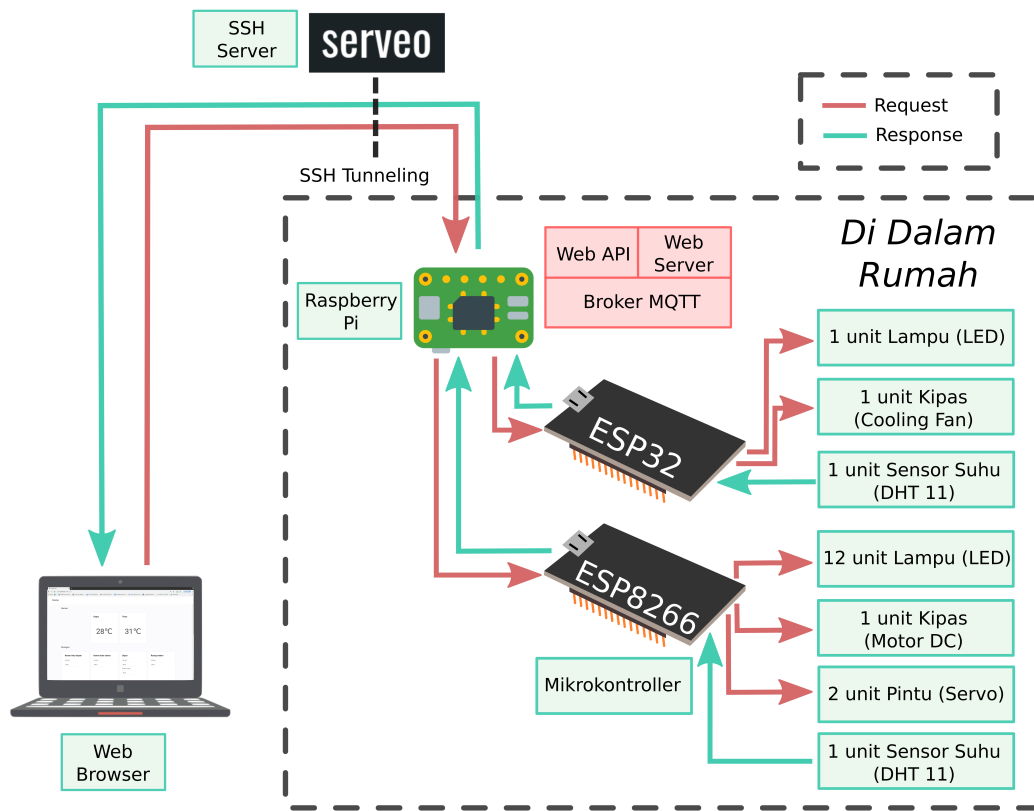 SSH
Server
serveo
Request
Response
SSH Tunneling
Di Dalam
Rumah
Web API
Web
Server
Broker MQTT
Raspberry
Pi
1 unit Lampu (LED)
1 unit Kipas
(Cooling Fan)
ESP32
1 unit Sensor Suhu
(DHT 11)
12 unit Lampu (LED)
ESP8266
1 unit Kipas
(Motor DC)
Mikrokontroller
2 unit Pintu (Servo)
1 unit Sensor Suhu
(DHT 11)
28°C
31°C
Web
Browser